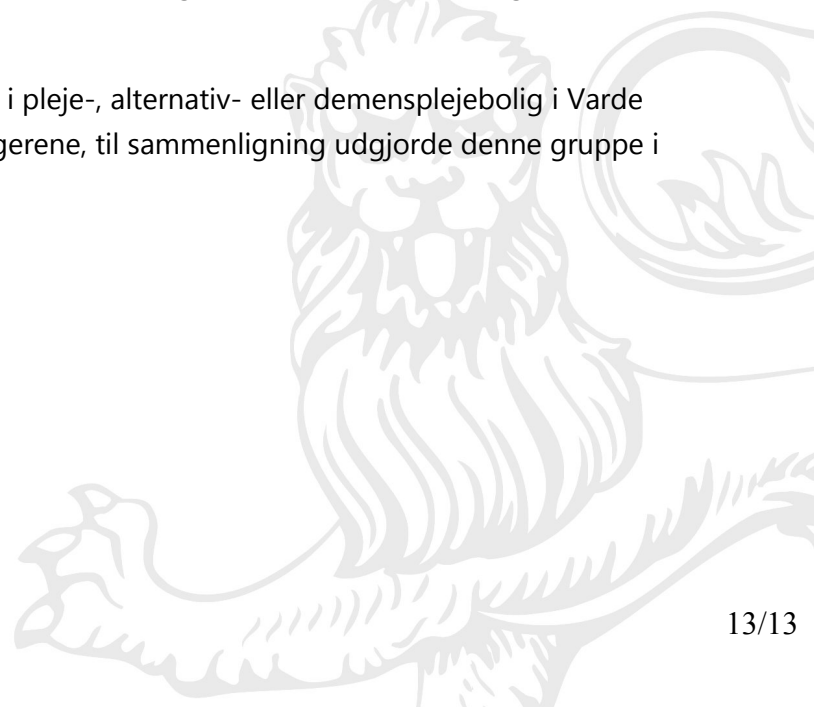 i pleje-, alternativ- eller demensplejebolig i Varde
gerene, til sammenligning udgjorde denne gruppe i
13/13